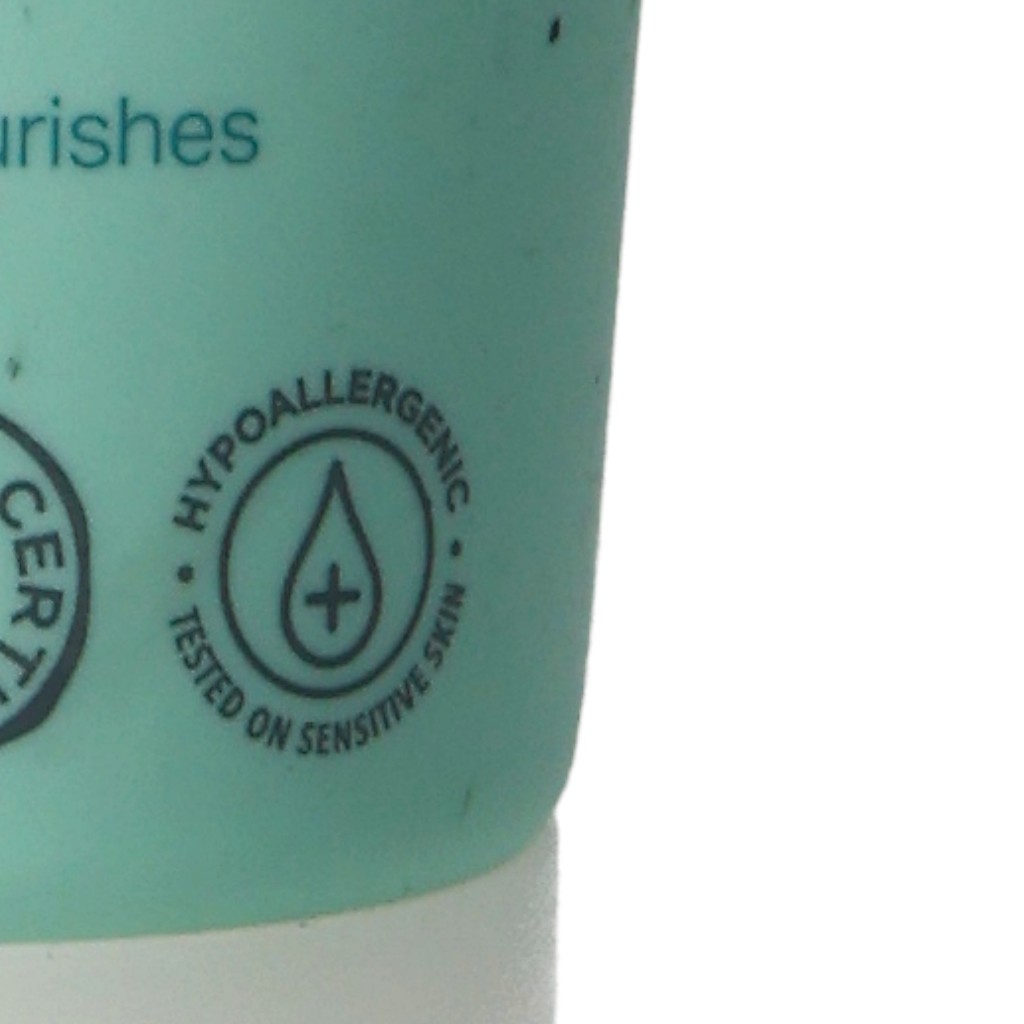 urishes
HYPOALLERGENIC
• TESTED ON SENSITIVE SKIN •
CERT